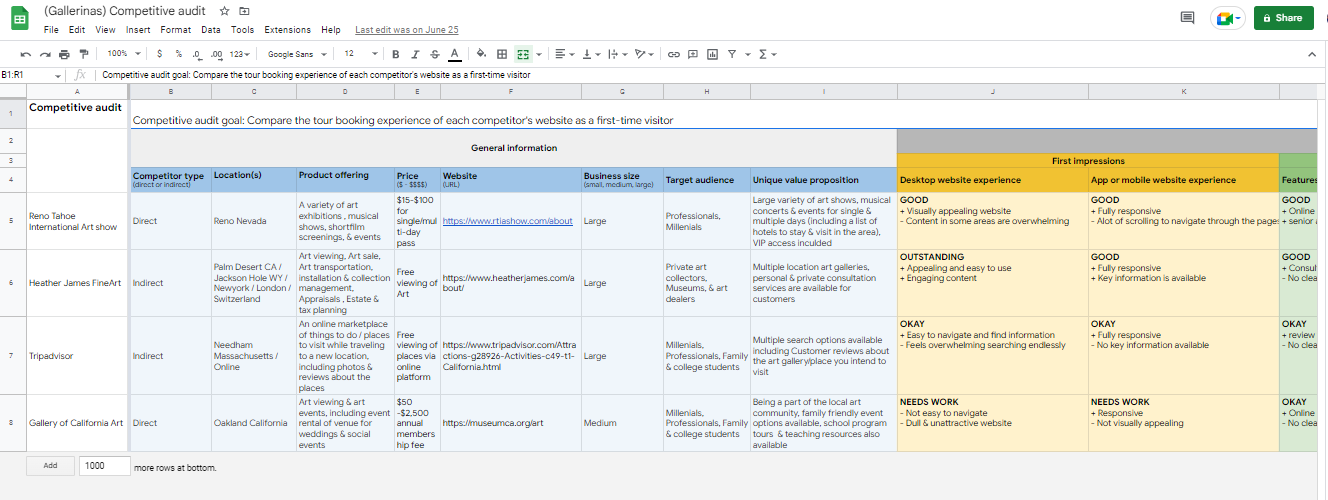 (Gallerinas) Competitive audit
File Edit View Insert Format Data Tools Extensions Help Last edit was on June 25
Share
100% $ % .0 .00 123 Google Sans 12 B I S A
B1:R1 fx Competitive audit goal: Compare the tour booking experience of each competitor's website as a first-time visitor
A B C D E F G H I J K
1 Competitive audit
Competitive audit goal: Compare the tour booking experience of each competitor's website as a first-time visitor
2
General information
3
First impressions
4
Competitor type
(direct or indirect)
Location(s)
Product offering
Price
($ - $$$$)
Website
(URL)
Business size
(small, medium, large)
Target audience
Unique value proposition
Desktop website experience
App or mobile website experience
Features
5
Reno Tahoe
International Art show
Direct
Reno Nevada
A variety of art
exhibitions , musical
shows, shortfilm
screenings, & events
$15-$100
for
single/mul
ti-day
pass
https://www.rtiashow.com/about
Large
Professionals,
Millenials
Large variety of art shows, musical
concerts & events for single &
multiple days (including a list of
hotels to stay & visit in the area),
VIP access inculded
GOOD
+ Visually appealing website
- Content in some areas are overwhelming
GOOD
+ Fully responsive
- Alot of scrolling to navigate through the pages
GOOD
+ Online
+ senior
6
Heather James FineArt
Indirect
Palm Desert CA /
Jackson Hole WY /
Newyork / London /
Switzerland
Art viewing, Art sale,
Art transportation,
installation & collection
management,
Appraisals , Estate &
tax planning
Free
viewing of
Art
https://www.heatherjames.com/a
bout/
Large
Private art
collectors,
Museums, & art
dealers
Multiple location art galleries,
personal & private consultation
services are available for
customers
OUTSTANDING
+ Appealing and easy to use
+ Engaging content
GOOD
+ Fully responsive
+ Key information is available
GOOD
+ Consul
- No clea
7
Tripadvisor
Indirect
Needham
Massachusetts /
Online
An online marketplace
of things to do / places
to visit while traveling
to a new location,
including photos &
reviews about the
places
Free
viewing of
places via
online
platform
https://www.tripadvisor.com/Attra
ctions-g28926-Activities-c49-t1-
California.html
Large
Millenials,
Professionals, Family
& college students
Multiple search options available
including Customer reviews about
the art gallery/place you intend to
visit
OKAY
+ Easy to navigate and find information
- Feels overwhelming searching endlessly
OKAY
+ Fully responsive
- No key information available
OKAY
+ review
- No clea
8
Gallery of California Art
Direct
Oakland California
Art viewing & art
events, including event
rental of venue for
weddings & social
events
$50
-$2,500
annual
members
hip fee
https://museumca.org/art
Medium
Millenials,
Professionals, Family
& college students
Being a part of the local art
community, family friendly event
options available, school program
tours & teaching resources also
available
NEEDS WORK
- Not easy to navigate
- Dull & unattractive website
NEEDS WORK
+ Responsive
- Not visually appealing
OKAY
+ Online
- No clea
Add 1000 more rows at bottom.